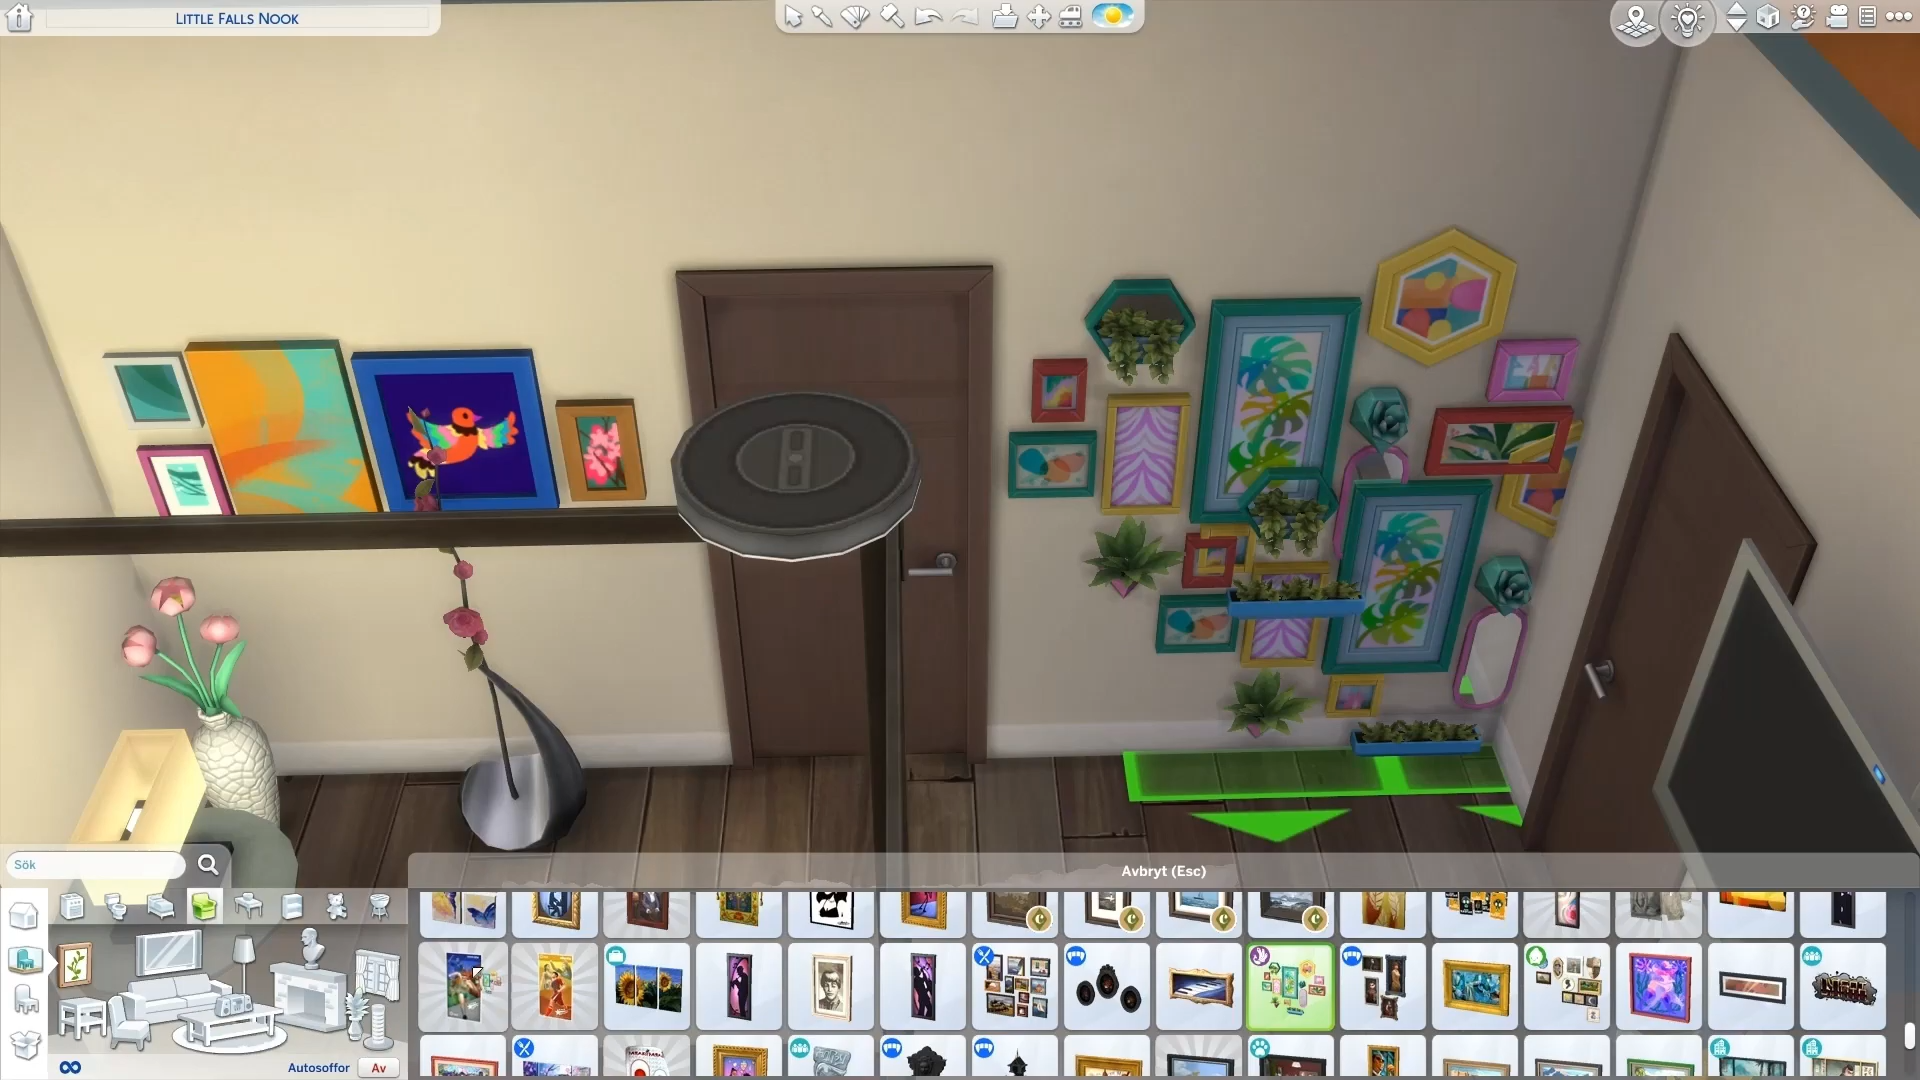 LITTLE FALLS NOOK
Avbryt (Esc)
Sök
Autosoffor
Av